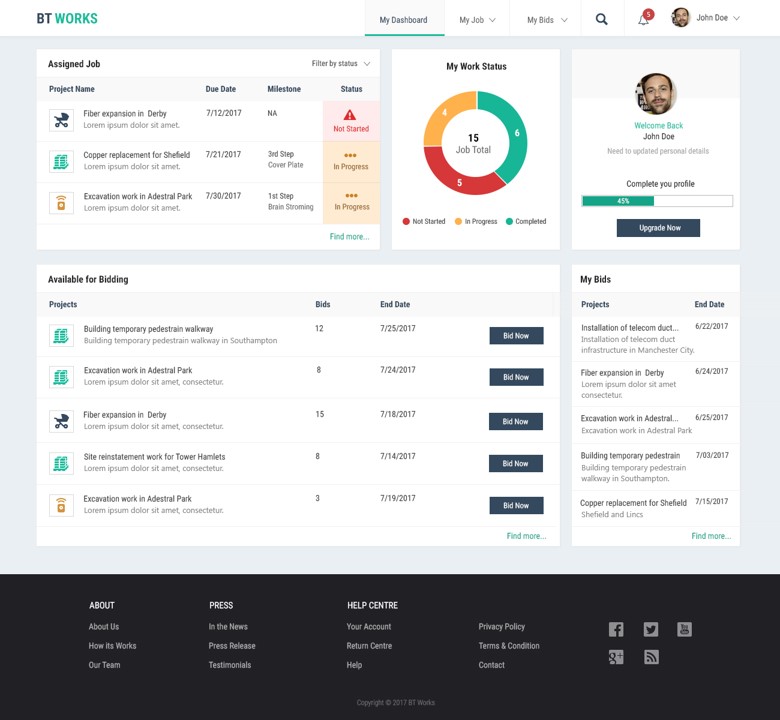 BT WORKS
My Dashboard
My Job
My Bids
5
John Doe
Assigned Job
Filter by status
Project Name Due Date Milestone Status
Fiber expansion in Derby 7/12/2017 NA
Lorem ipsum dolor sit amet.
Not Started
Copper replacement for Shefield 7/21/2017 3rd Step
Lorem ipsum dolor sit amet. Cover Plate
In Progress
Excavation work in Adestral Park 7/30/2017 1st Step
Lorem ipsum dolor sit amet. Brain Stroming
In Progress
Find more...
My Work Status
4
6
5
15
Job Total
Not Started In Progress Completed
Welcome Back
John Doe
Need to updated personal details
Complete you profile
45%
Upgrade Now
Available for Bidding
Projects Bids End Date
Building temporary pedestrain walkway 12 7/25/2017
Building temporary pedestrain walkway in Southampton
Bid Now
Excavation work in Adestral Park 8 7/24/2017
Lorem ipsum dolor sit amet, consectetur.
Bid Now
Fiber expansion in Derby 15 7/18/2017
Lorem ipsum dolor sit amet, consectetur.
Bid Now
Site reinstatement work for Tower Hamlets 8 7/14/2017
Lorem ipsum dolor sit amet, consectetur.
Bid Now
Excavation work in Adestral Park 3 7/19/2017
Lorem ipsum dolor sit amet, consectetur.
Bid Now
Find more...
My Bids
Projects End Date
Installation of telecom duct... 6/22/2017
Installation of telecom duct
infrastructure in Manchester City.
Fiber expansion in Derby 6/24/2017
Lorem ipsum dolor sit amet
consectetur.
Excavation work in Adestral... 6/25/2017
Excavation work in Adestral Park
Building temporary pedestrain 7/03/2017
Building temporary pedestrain
walkway in Southampton.
Copper replacement for Shefield 7/15/2017
Shefield and Lincs
Find more...
ABOUT
About Us
How its Works
Our Team
PRESS
In the News
Press Release
Testimonials
HELP CENTRE
Your Account
Return Centre
Help
Privacy Policy
Terms & Condition
Contact
Copyright © 2017 BT Works